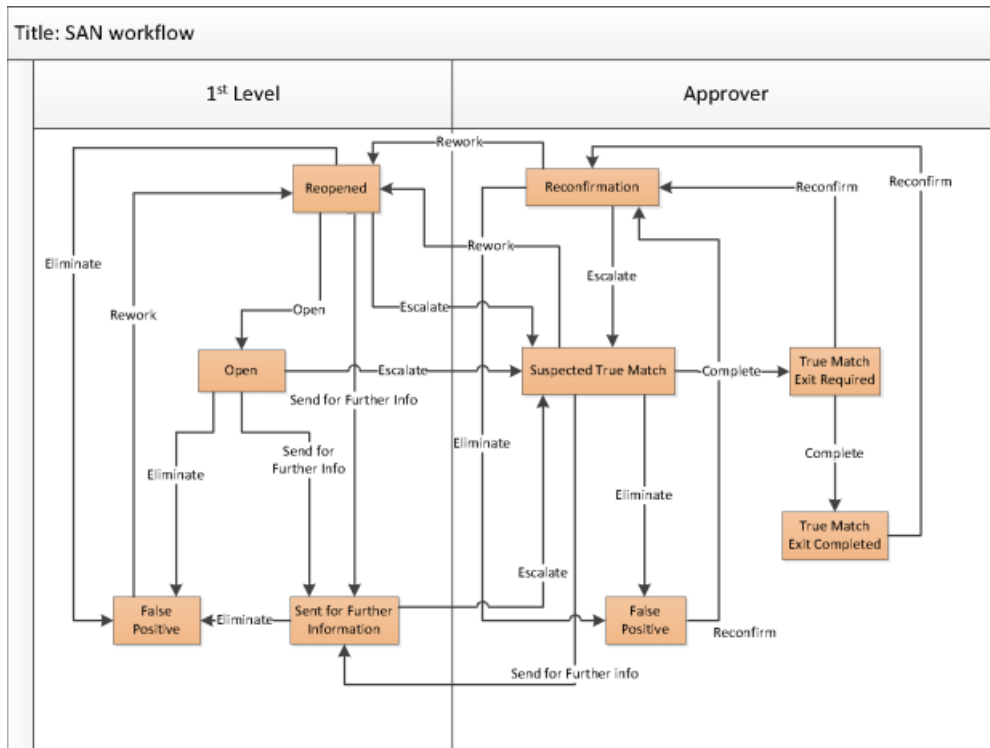 Title: SAN workflow
1st Level
Approver
Rework
Reopened
Reconfirmation
Reconfirm
Reconfirm
Rework
Eliminate
Escalate
Rework
Open
Escalate
Open
Escalate
Suspected True Match
Complete
True Match
Exit Required
Send for Further Info
Send for
Further Info
Eliminate
Eliminate
Complete
Eliminate
True Match
Exit Completed
Escalate
False
Positive
Eliminate
Sent for Further
Information
False
Positive
Reconfirm
Send for Further info